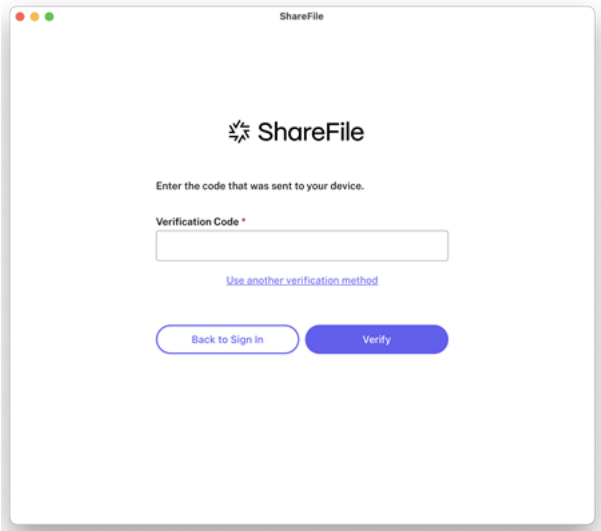 ShareFile
ShareFile
Enter the code that was sent to your device.
Verification Code *
Use another verification method
Back to Sign In
Verify